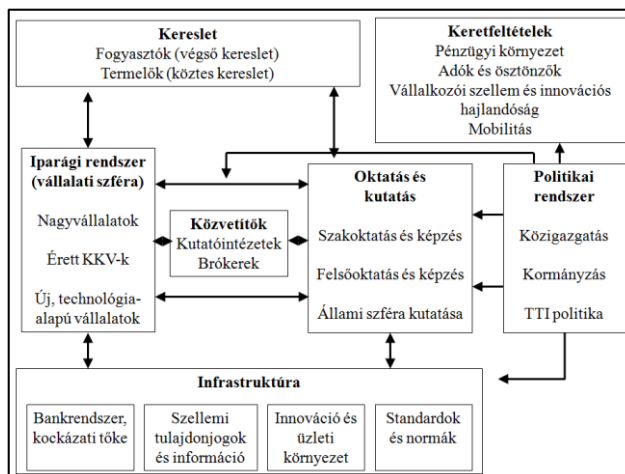 Kereslet
Fogyasztók (végső kereslet)
Termelők (köztes kereslet)
Keretfeltételek
Pénzügyi környezet
Adók és ösztönzők
Vállalkozói szellem és innovációs
hajlandóság
Mobilitás
Iparági rendszer
(vállalati szféra)
Nagyvállalatok
Érett KKV-k
Új, technológia-
alapú vállalatok
Közvetítők
Kutatóintézetek
Brókerek
Oktatás és
kutatás
Szakoktatás és képzés
Felsőoktatás és képzés
Állami szféra kutatása
Politikai
rendszer
Közigazgatás
Kormányzás
TTI politika
Infrastruktúra
Bankrendszer,
kockázati tőke
Szellemi
tulajdonjogok
és információ
Innováció és
üzleti
környezet
Standardok
és normák